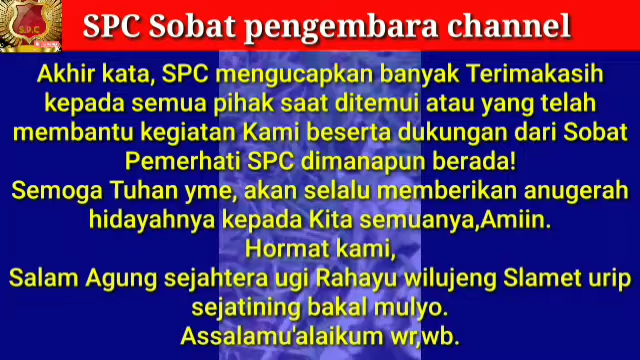 S.P.C
SPC Sobat pengembara channel
Akhir kata, SPC mengucapkan banyak Terimakasih
kepada semua pihak saat ditemui atau yang telah
membantu kegiatan Kami beserta dukungan dari Sobat
Pemerhati SPC dimanapun berada!
Semoga Tuhan yme, akan selalu memberikan anugerah
hidayahnya kepada Kita semuanya,Amiin.
Hormat kami,
Salam Agung sejahtera ugi Rahayu wilujeng Slamet urip
sejatining bakal mulyo.
Assalamu'alaikum wr,wb.